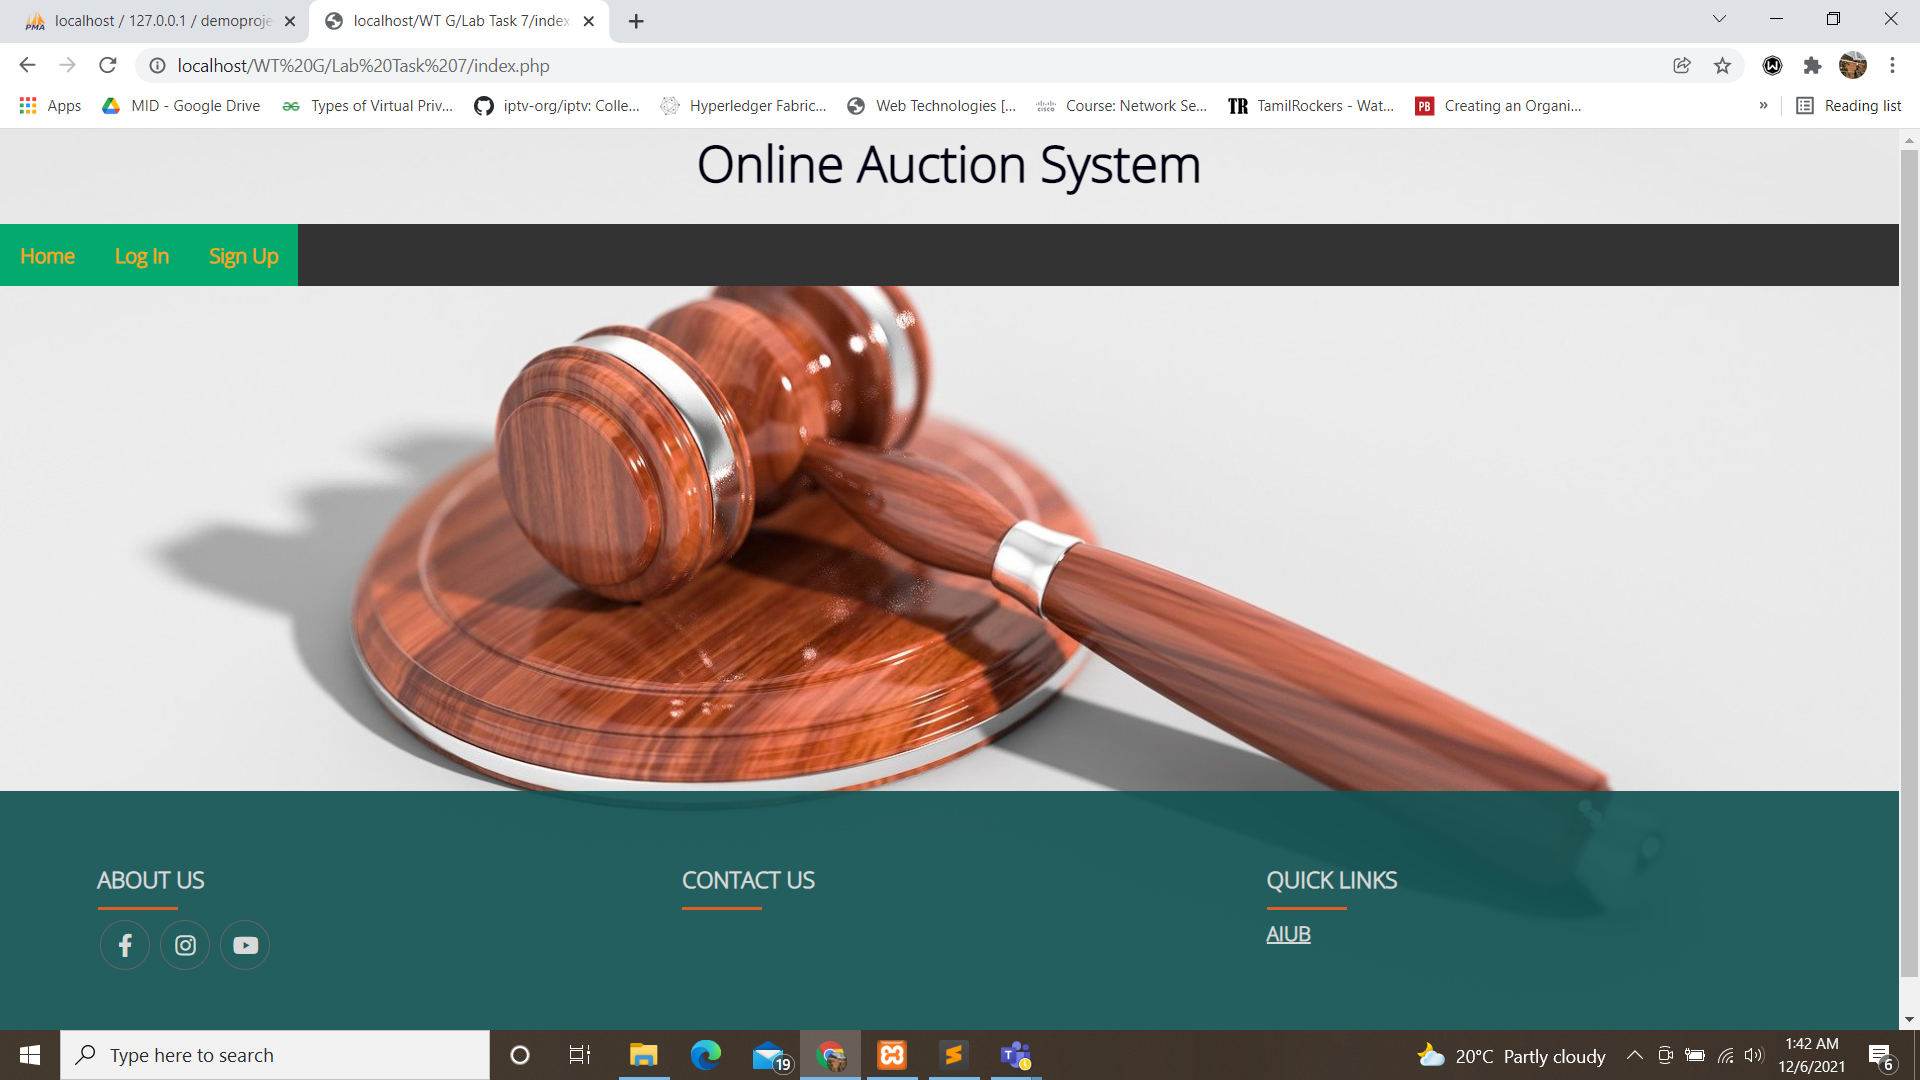 PMA localhost / 127.0.0.1 / demoproje
localhost/WT G/Lab Task 7/index
localhost/WT%20G/Lab%20Task%207/index.php
Apps
MID - Google Drive
Types of Virtual Priv...
iptv-org/iptv: Colle...
Hyperledger Fabric...
Web Technologies [...
cisco Course: Network Se...
TR TamilRockers - Wat...
PB Creating an Organi...
»
Reading list
Online Auction System
Home Log In Sign Up
ABOUT US
CONTACT US
QUICK LINKS
AIUB
Type here to search
19
20°C Partly cloudy
1:42 AM
12/6/2021
6